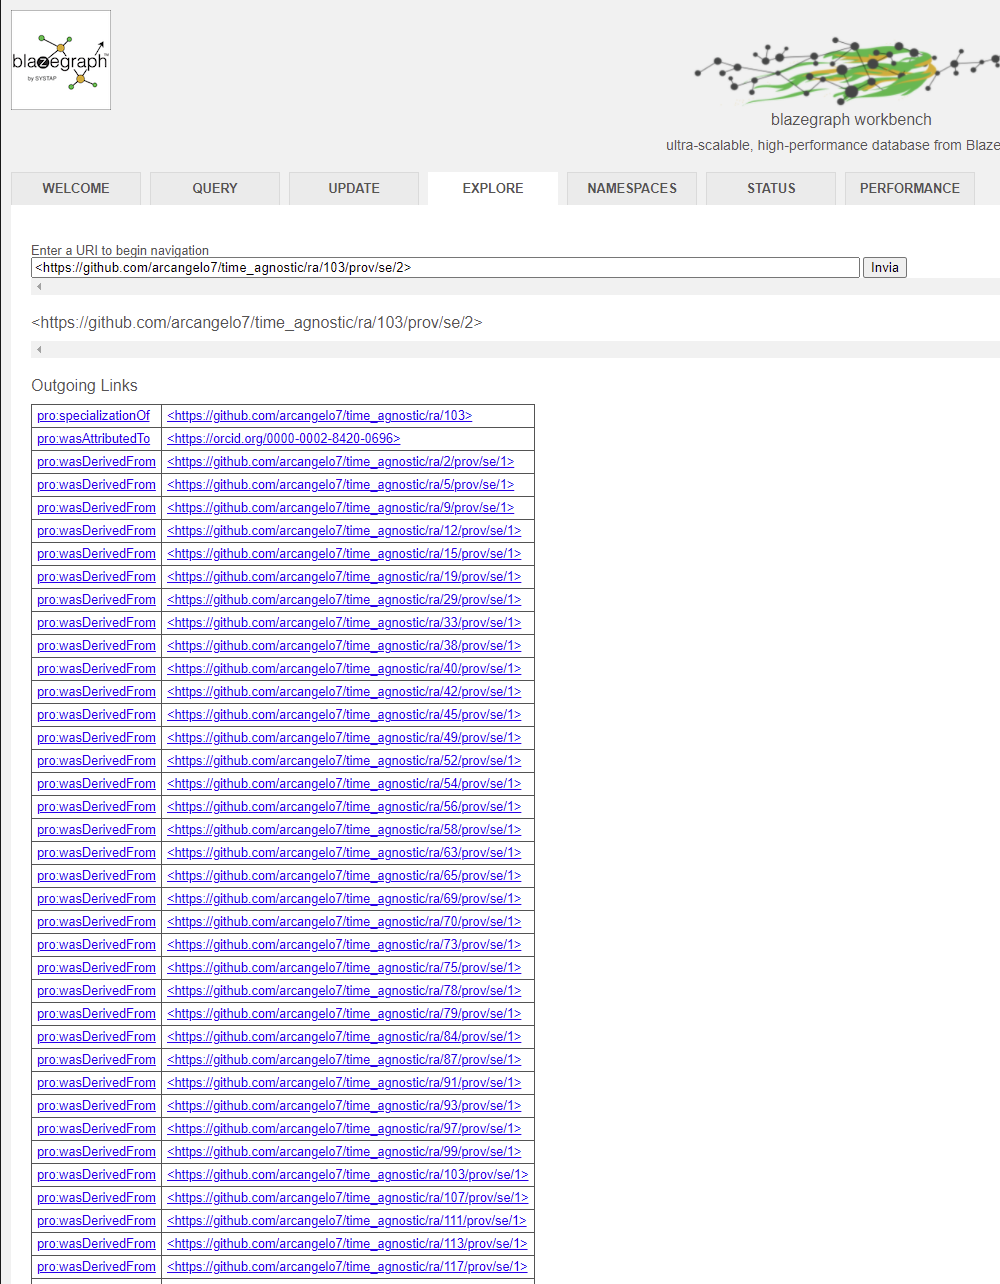 blazegraph™
by SYSTAP
blazegraph workbench
ultra-scalable, high-performance database from Blaze
WELCOME QUERY UPDATE EXPLORE NAMESPACES STATUS PERFORMANCE
Enter a URI to begin navigation
<https://github.com/arcangelo7/time_agnostic/ra/103/prov/se/2> Invia
<https://github.com/arcangelo7/time_agnostic/ra/103/prov/se/2>
Outgoing Links
pro:specializationOf <https://github.com/arcangelo7/time_agnostic/ra/103>
pro:wasAttributedTo <https://orcid.org/0000-0002-8420-0696>
pro:wasDerivedFrom <https://github.com/arcangelo7/time_agnostic/ra/2/prov/se/1>
pro:wasDerivedFrom <https://github.com/arcangelo7/time_agnostic/ra/5/prov/se/1>
pro:wasDerivedFrom <https://github.com/arcangelo7/time_agnostic/ra/9/prov/se/1>
pro:wasDerivedFrom <https://github.com/arcangelo7/time_agnostic/ra/12/prov/se/1>
pro:wasDerivedFrom <https://github.com/arcangelo7/time_agnostic/ra/15/prov/se/1>
pro:wasDerivedFrom <https://github.com/arcangelo7/time_agnostic/ra/19/prov/se/1>
pro:wasDerivedFrom <https://github.com/arcangelo7/time_agnostic/ra/29/prov/se/1>
pro:wasDerivedFrom <https://github.com/arcangelo7/time_agnostic/ra/33/prov/se/1>
pro:wasDerivedFrom <https://github.com/arcangelo7/time_agnostic/ra/38/prov/se/1>
pro:wasDerivedFrom <https://github.com/arcangelo7/time_agnostic/ra/40/prov/se/1>
pro:wasDerivedFrom <https://github.com/arcangelo7/time_agnostic/ra/42/prov/se/1>
pro:wasDerivedFrom <https://github.com/arcangelo7/time_agnostic/ra/45/prov/se/1>
pro:wasDerivedFrom <https://github.com/arcangelo7/time_agnostic/ra/49/prov/se/1>
pro:wasDerivedFrom <https://github.com/arcangelo7/time_agnostic/ra/52/prov/se/1>
pro:wasDerivedFrom <https://github.com/arcangelo7/time_agnostic/ra/54/prov/se/1>
pro:wasDerivedFrom <https://github.com/arcangelo7/time_agnostic/ra/56/prov/se/1>
pro:wasDerivedFrom <https://github.com/arcangelo7/time_agnostic/ra/58/prov/se/1>
pro:wasDerivedFrom <https://github.com/arcangelo7/time_agnostic/ra/63/prov/se/1>
pro:wasDerivedFrom <https://github.com/arcangelo7/time_agnostic/ra/65/prov/se/1>
pro:wasDerivedFrom <https://github.com/arcangelo7/time_agnostic/ra/69/prov/se/1>
pro:wasDerivedFrom <https://github.com/arcangelo7/time_agnostic/ra/70/prov/se/1>
pro:wasDerivedFrom <https://github.com/arcangelo7/time_agnostic/ra/73/prov/se/1>
pro:wasDerivedFrom <https://github.com/arcangelo7/time_agnostic/ra/75/prov/se/1>
pro:wasDerivedFrom <https://github.com/arcangelo7/time_agnostic/ra/78/prov/se/1>
pro:wasDerivedFrom <https://github.com/arcangelo7/time_agnostic/ra/79/prov/se/1>
pro:wasDerivedFrom <https://github.com/arcangelo7/time_agnostic/ra/84/prov/se/1>
pro:wasDerivedFrom <https://github.com/arcangelo7/time_agnostic/ra/87/prov/se/1>
pro:wasDerivedFrom <https://github.com/arcangelo7/time_agnostic/ra/91/prov/se/1>
pro:wasDerivedFrom <https://github.com/arcangelo7/time_agnostic/ra/93/prov/se/1>
pro:wasDerivedFrom <https://github.com/arcangelo7/time_agnostic/ra/97/prov/se/1>
pro:wasDerivedFrom <https://github.com/arcangelo7/time_agnostic/ra/99/prov/se/1>
pro:wasDerivedFrom <https://github.com/arcangelo7/time_agnostic/ra/103/prov/se/1>
pro:wasDerivedFrom <https://github.com/arcangelo7/time_agnostic/ra/107/prov/se/1>
pro:wasDerivedFrom <https://github.com/arcangelo7/time_agnostic/ra/111/prov/se/1>
pro:wasDerivedFrom <https://github.com/arcangelo7/time_agnostic/ra/113/prov/se/1>
pro:wasDerivedFrom <https://github.com/arcangelo7/time_agnostic/ra/117/prov/se/1>